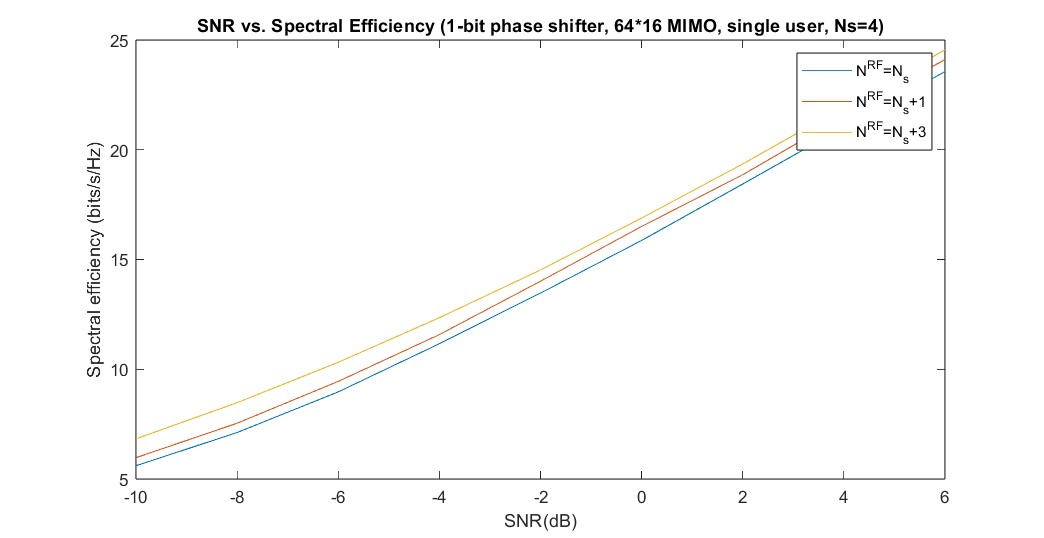 SNR vs. Spectral Efficiency (1-bit phase shifter, 64*16 MIMO, single user, Ns=4)
25
20
15
10
5
Spectral efficiency (bits/s/Hz)
N^RF=N_s
N^RF=N_s+1
N^RF=N_s+3
-10 -8 -6 -4 -2 0 2 4 6
SNR(dB)